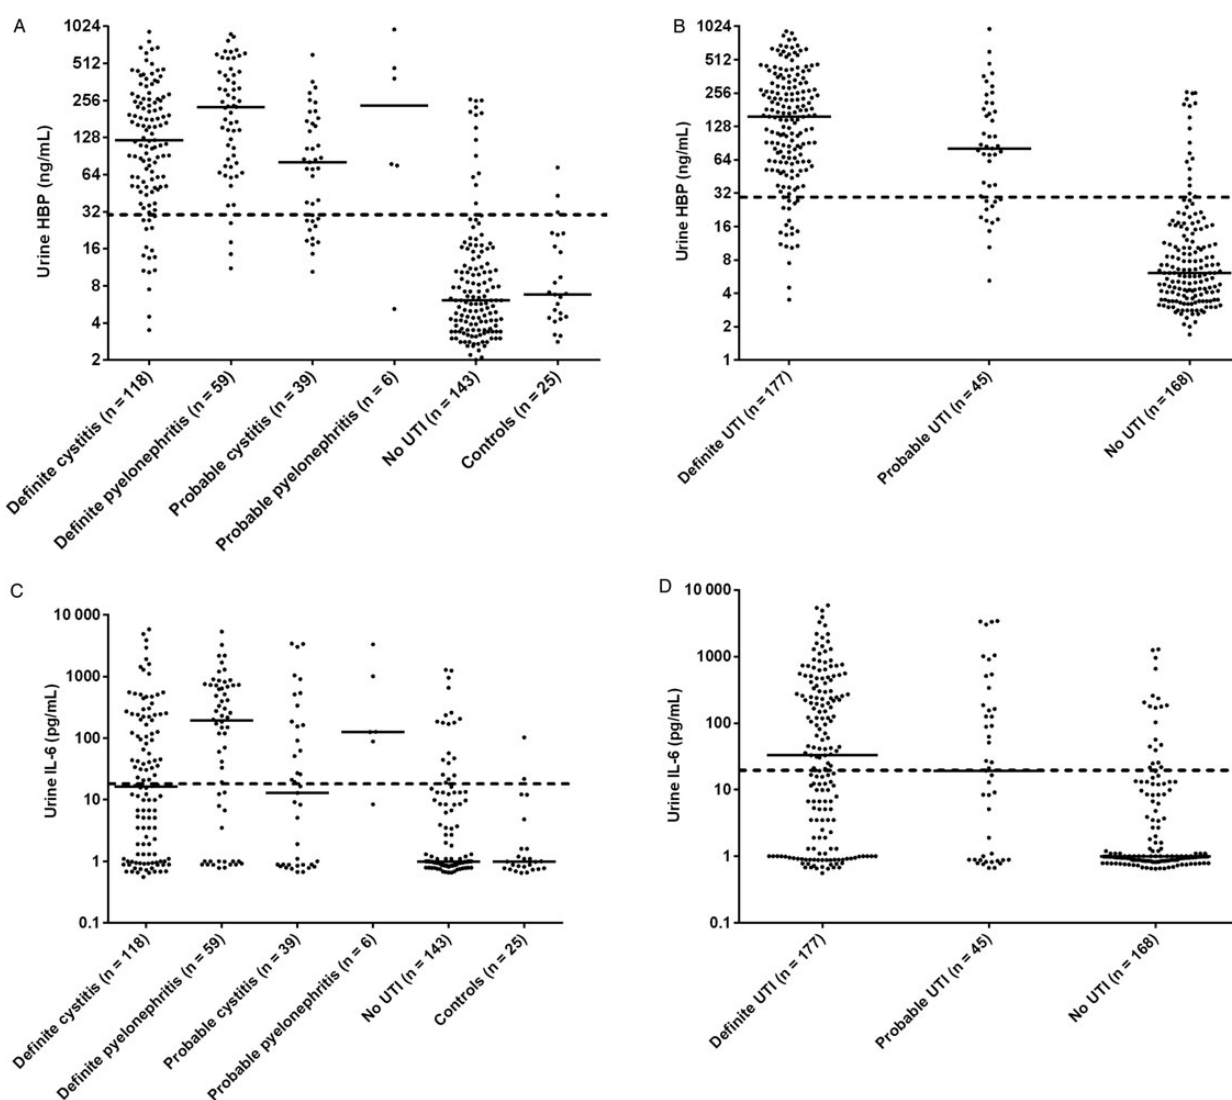 A
Urine HBP (ng/mL)
1024
512
256
128
64
32
16
8
4
2
Definite cystitis (n = 118)
Definite pyelonephritis (n = 59)
Probable cystitis (n = 39)
Probable pyelonephritis (n = 6)
No UTI (n = 143)
Controls (n = 25)
B
Urine HBP (ng/mL)
1024
512
256
128
64
32
16
8
4
2
1
Definite UTI (n = 177)
Probable UTI (n = 45)
No UTI (n = 168)
C
Urine IL-6 (pg/mL)
10 000
1000
100
10
1
0.1
Definite cystitis (n = 118)
Definite pyelonephritis (n = 59)
Probable cystitis (n = 39)
Probable pyelonephritis (n = 6)
No UTI (n = 143)
Controls (n = 25)
D
Urine IL-6 (pg/mL)
10 000
1000
100
10
1
0.1
Definite UTI (n = 177)
Probable UTI (n = 45)
No UTI (n = 168)